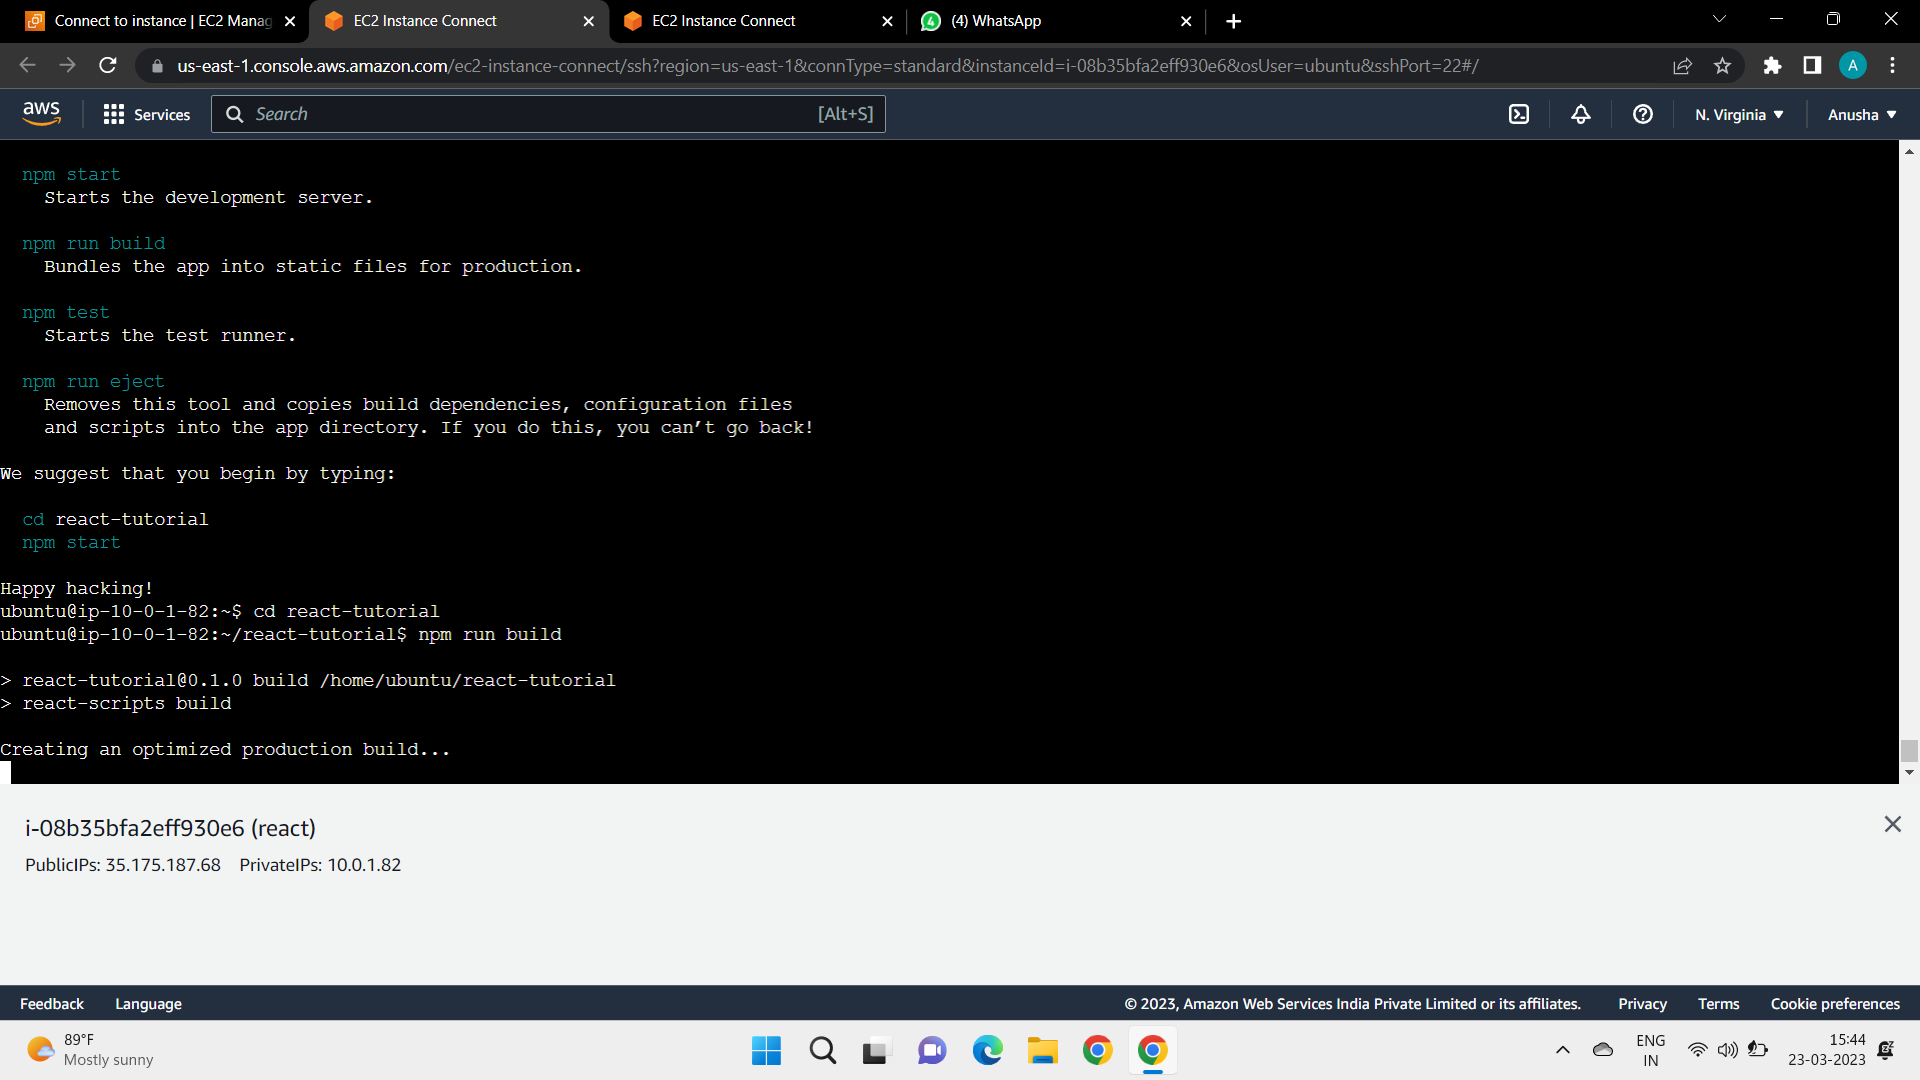 Connect to instance | EC2 Manag
EC2 Instance Connect
EC2 Instance Connect
(4) WhatsApp
us-east-1.console.aws.amazon.com/ec2-instance-connect/ssh?region=us-east-1&connType=standard&instanceId=i-08b35bfa2eff930e6&osUser=ubuntu&sshPort=22#/
A
aws
Services
Search
[Alt+S]
N. Virginia
Anusha
npm start
Starts the development server.
npm run build
Bundles the app into static files for production.
npm test
Starts the test runner.
npm run eject
Removes this tool and copies build dependencies, configuration files
and scripts into the app directory. If you do this, you can’t go back!
We suggest that you begin by typing:
cd react-tutorial
npm start
Happy hacking!
ubuntu@ip-10-0-1-82:~$ cd react-tutorial
ubuntu@ip-10-0-1-82:~/react-tutorial$ npm run build
> react-tutorial@0.1.0 build /home/ubuntu/react-tutorial
> react-scripts build
Creating an optimized production build...
i-08b35bfa2eff930e6 (react)
PublicIPs: 35.175.187.68 PrivateIPs: 10.0.1.82
Feedback
Language
© 2023, Amazon Web Services India Private Limited or its affiliates.
Privacy
Terms
Cookie preferences
89°F
Mostly sunny
ENG
IN
15:44
23-03-2023